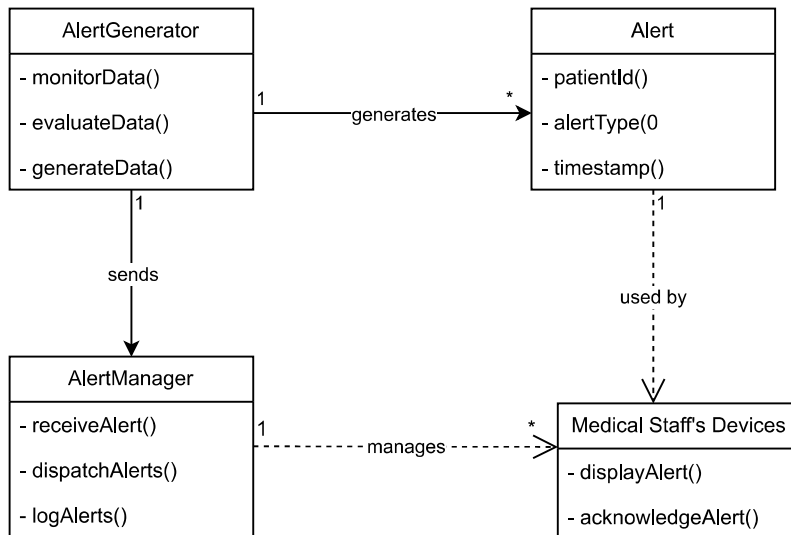 AlertGenerator
- monitorData()
- evaluateData()
- generateData()
1
generates
*
Alert
- patientId()
- alertType(0
- timestamp()
1
sends
1
used by
AlertManager
- receiveAlert()
- dispatchAlerts()
- logAlerts()
1
manages
*
Medical Staff's Devices
- displayAlert()
- acknowledgeAlert()